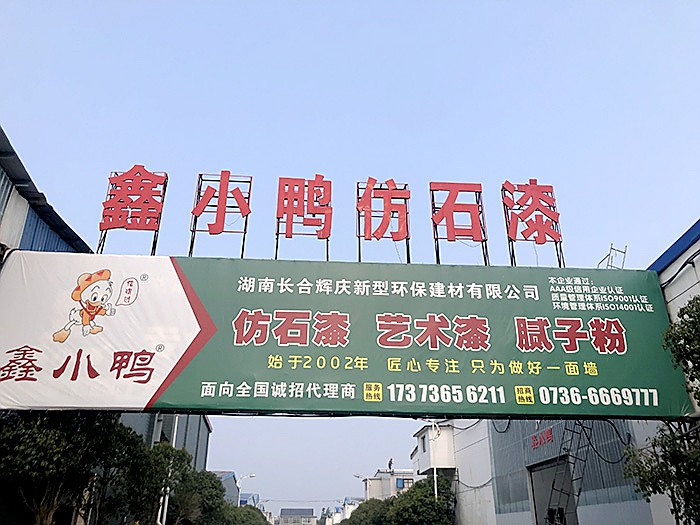 鑫小鸭仿石漆
湖南长合辉庆新型环保建材有限公司
本企业通过:
AAA级信用企业认证
质量管理体系ISO9001认证
环境管理体系ISO14001认证
仿石漆 艺术漆 腻子粉
始于2002年 匠心专注 只为做好一面墙
面向全国诚招代理商 服务热线 173 7365 6211 招商热线 0736-6669777
鑫小鸭®
®
鑫小鸭